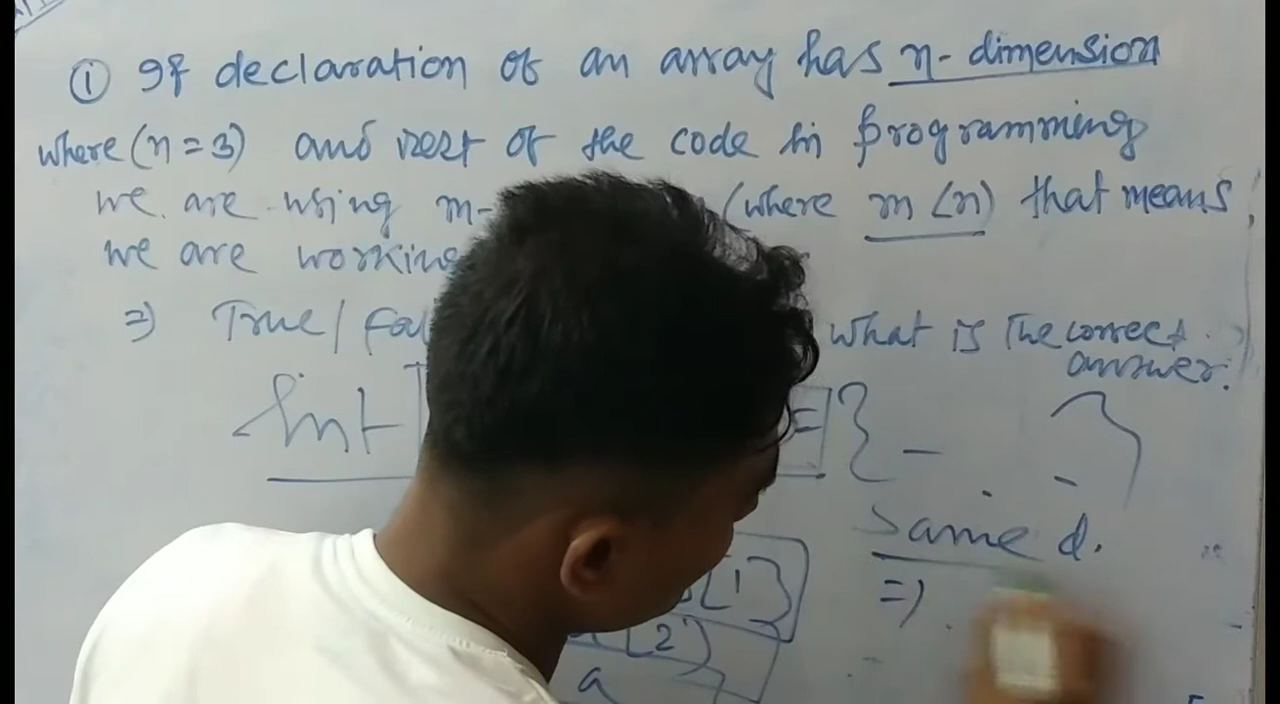 ① If declaration of an array has n-dimension
where (n=3) and rest of the code in programming
we are using m- (where m<n) that means,
we are working
=> True/ What is The correct
answer.
int = { - - }
Same d.
[1]
=>
[2]
a